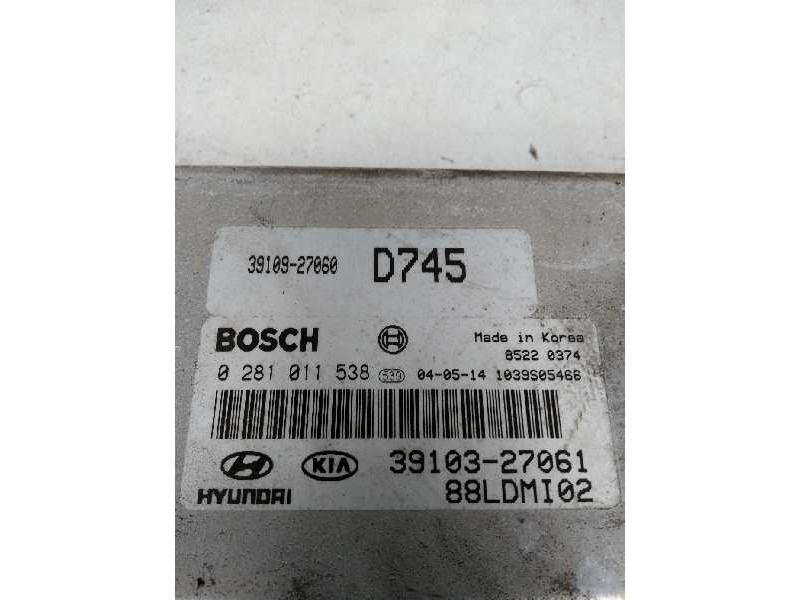 39109-27060 D745
BOSCH Made in Korea
8522 0374
0 281 011 538 539 04-05-14 1039S05466
HYUNDAI KIA 39103-27061
88LDMI02